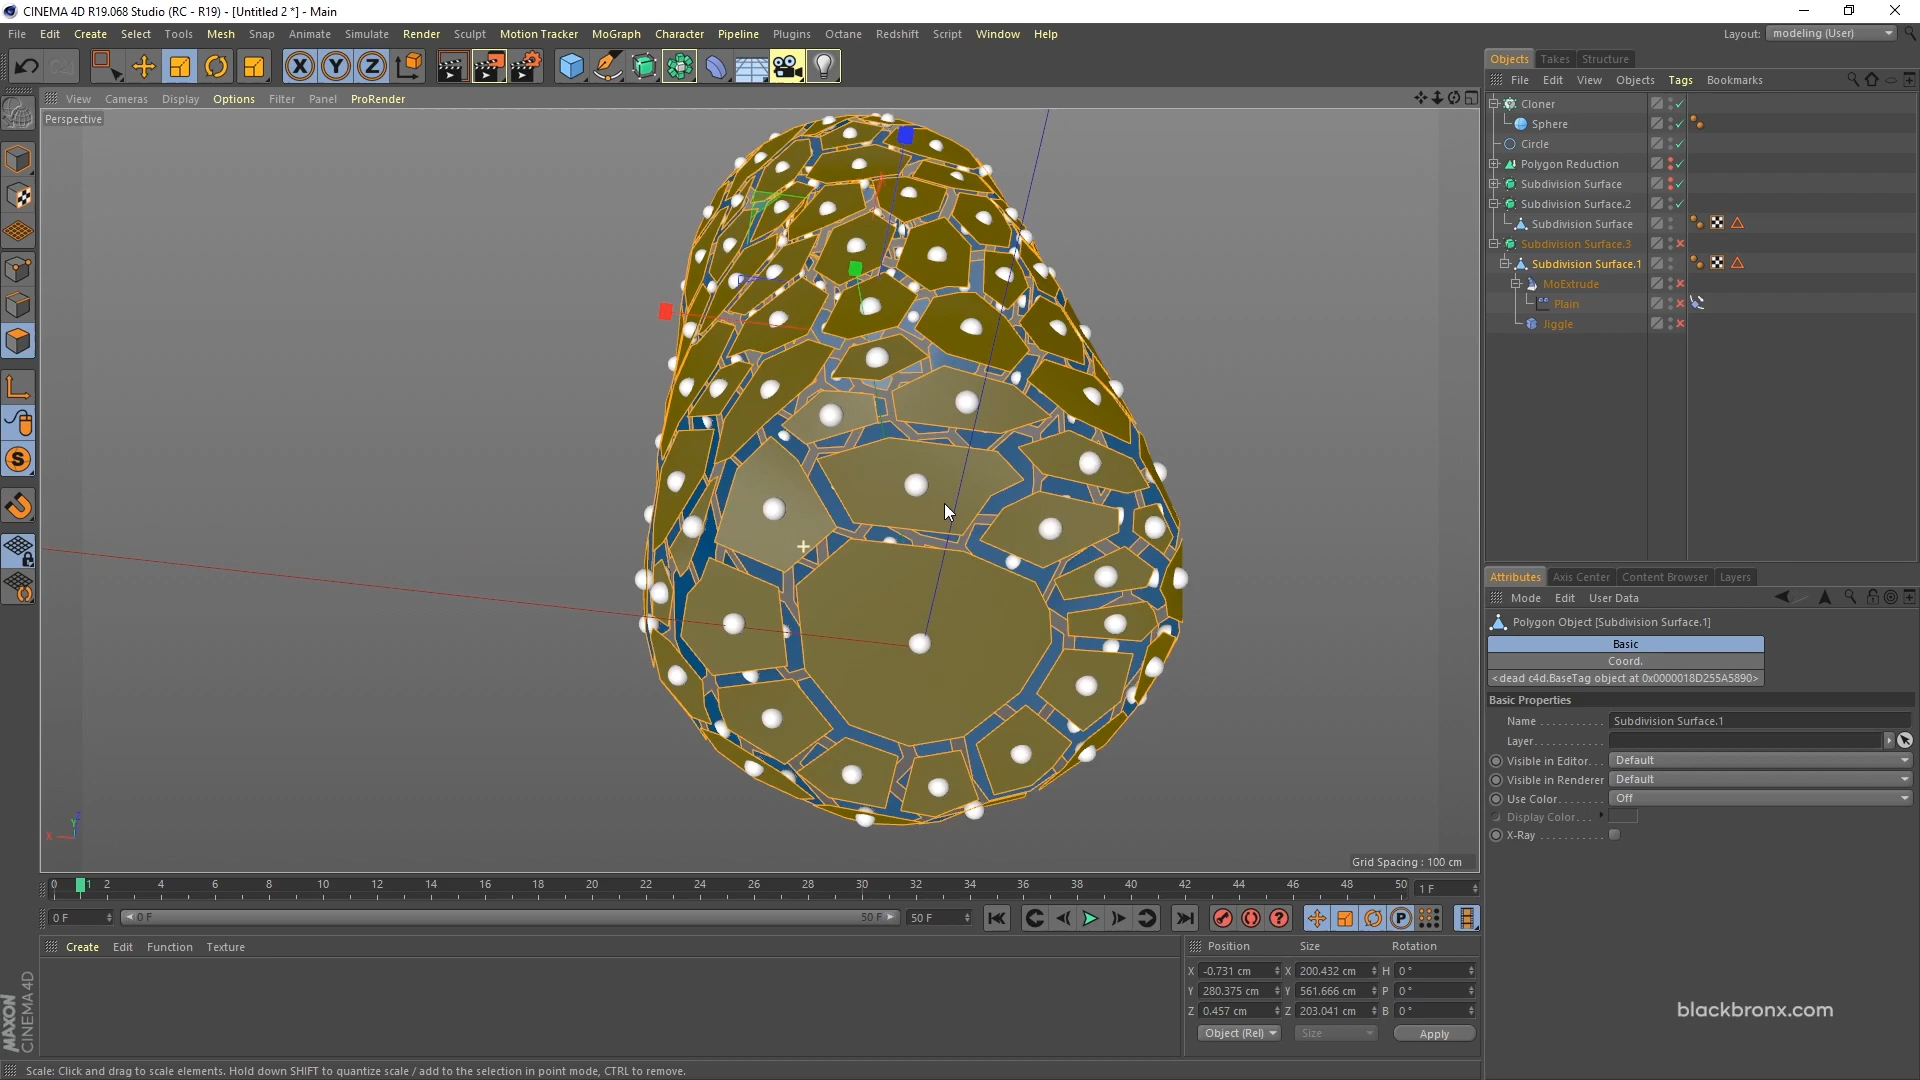 CINEMA 4D R19.068 Studio (RC - R19) - [Untitled 2 *] - Main
File Edit Create Select Tools Mesh Snap Animate Simulate Render Sculpt Motion Tracker MoGraph Character Pipeline Plugins Octane Redshift Script Window Help
Layout: modeling (User)
X Y Z
Objects Takes Structure
File Edit View Objects Tags Bookmarks
View Cameras Display Options Filter Panel ProRender
Perspective
Cloner
Sphere
Circle
Polygon Reduction
Subdivision Surface
Subdivision Surface.2
Subdivision Surface
Subdivision Surface.3
Subdivision Surface.1
MoExtrude
Plain
Jiggle
S
Attributes Axis Center Content Browser Layers
Mode Edit User Data
Polygon Object [Subdivision Surface.1]
Basic
Coord.
<dead c4d.BaseTag object at 0x0000018D255A5890>
Basic Properties
Name . . . . . . . . . . . Subdivision Surface.1
Layer. . . . . . . . . . .
Visible in Editor. . . Default
Visible in Renderer Default
Use Color. . . . . . . . Off
Display Color. . .
X-Ray . . . . . . . . . . .
Y
X
Grid Spacing : 100 cm
0 1 2 4 6 8 10 12 14 16 18 20 22 24 26 28 30 32 34 36 38 40 42 44 46 48 50 1 F
0 F 0 F 50 F 50 F
P
Create Edit Function Texture
Position Size Rotation
X -0.731 cm X 200.432 cm H 0 °
Y 280.375 cm Y 561.666 cm P 0 °
Z 0.457 cm Z 203.041 cm B 0 °
Object (Rel) Size Apply
MAXON
CINEMA 4D
blackbronx.com
Scale: Click and drag to scale elements. Hold down SHIFT to quantize scale / add to the selection in point mode, CTRL to remove.